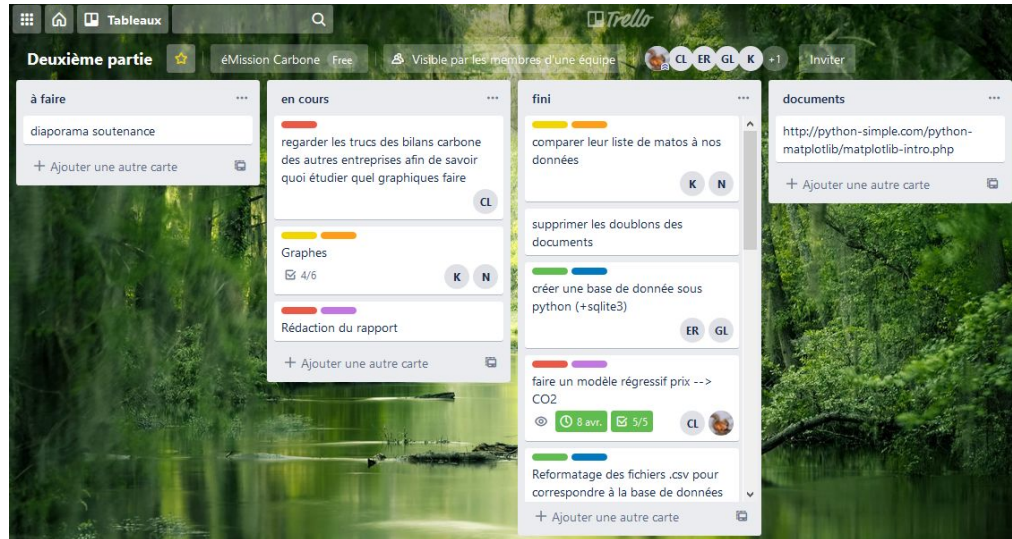 Tableaux
Trello
Deuxième partie
éMission Carbone Free
Visible par les membres d'une équipe
CL ER GL K +1
Inviter
à faire
diaporama soutenance
+ Ajouter une autre carte
en cours
regarder les trucs des bilans carbone
des autres entreprises afin de savoir
quoi étudier quel graphiques faire
CL
Graphes
4/6
K N
Rédaction du rapport
+ Ajouter une autre carte
fini
comparer leur liste de matos à nos
données
K N
supprimer les doublons des
documents
créer une base de donnée sous
python (+sqlite3)
ER GL
faire un modèle régressif prix -->
CO2
8 avr. 5/5
CL
Reformatage des fichiers .csv pour
correspondre à la base de données
+ Ajouter une autre carte
documents
http://python-simple.com/python-
matplotlib/matplotlib-intro.php
+ Ajouter une autre carte